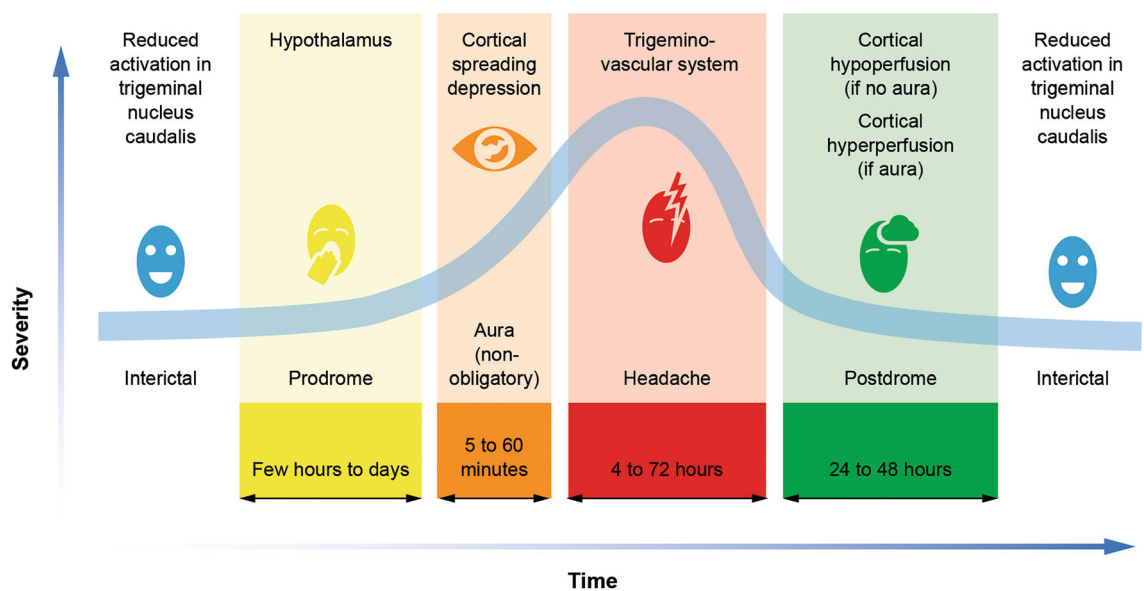 Reduced
activation in
trigeminal
nucleus
caudalis
Interictal
Hypothalamus
Prodrome
Few hours to days
Cortical
spreading
depression
Aura
(non-
obligatory)
5 to 60
minutes
Trigemino-
vascular system
Headache
4 to 72 hours
Cortical
hypoperfusion
(if no aura)
Cortical
hyperperfusion
(if aura)
Postdrome
24 to 48 hours
Reduced
activation in
trigeminal
nucleus
caudalis
Interictal
Severity
Time